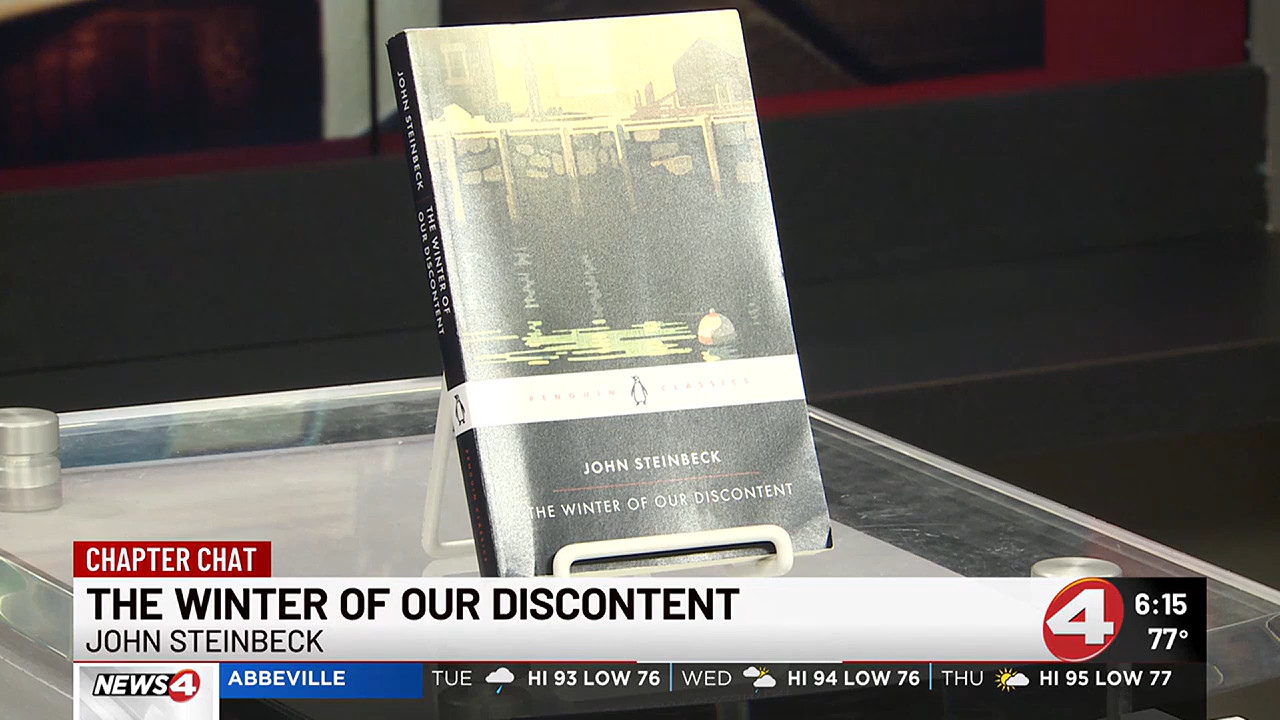 JOHN STEINBECK THE WINTER OF
OUR DISCONTENT
PENGUIN CLASSICS
JOHN STEINBECK
THE WINTER OF OUR DISCONTENT
CHAPTER CHAT
THE WINTER OF OUR DISCONTENT
JOHN STEINBECK
4
6:15
77°
NEWS4
ABBEVILLE TUE HI 93 LOW 76 WED HI 94 LOW 76 THU HI 95 LOW 77